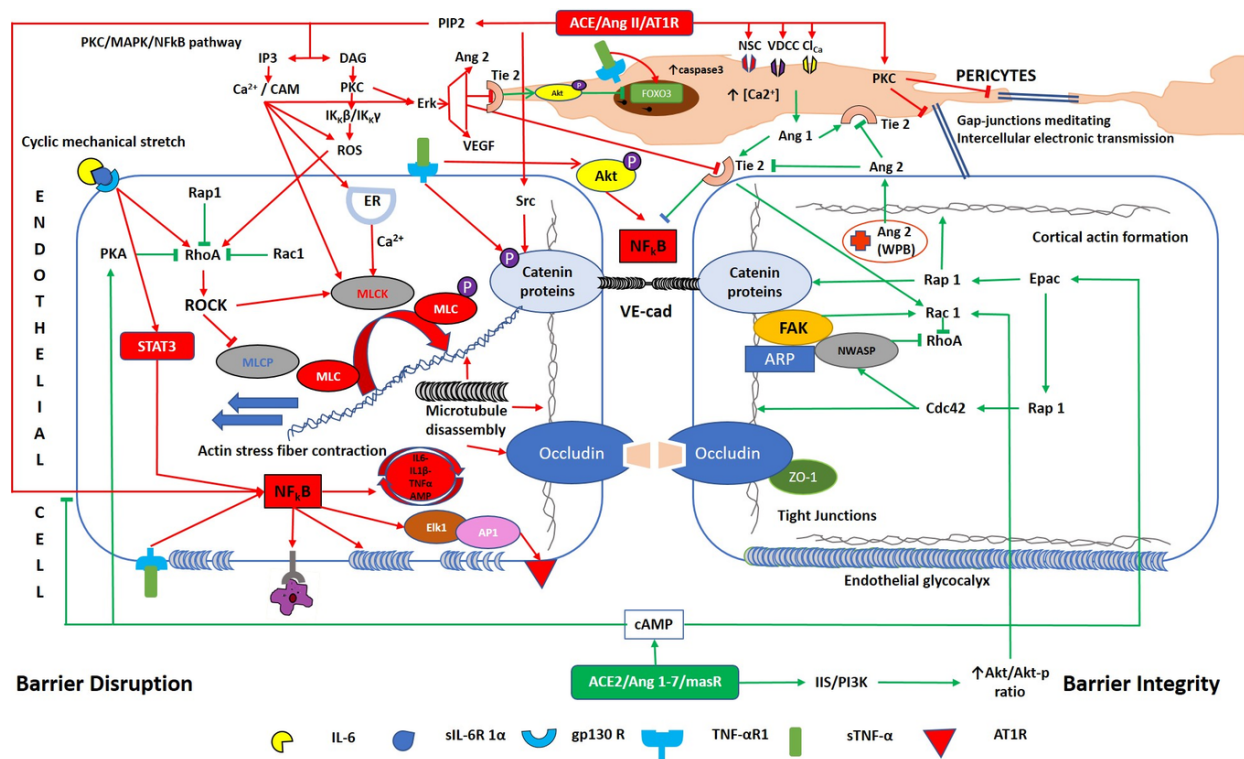 ACE/Ang II/AT1R
PIP2
PKC/MAPK/NFkB pathway
IP3
DAG
Ca²⁺ / CAM
PKC
IKKβ/IKKγ
ROS
Erk
Ang 2
VEGF
Tie 2
Akt
P
FOXO3
↑caspase3
NSC
VDCC
ClCa
↑ [Ca2+]
PKC
PERICYTES
Gap-junctions meditating
Intercellular electronic transmission
Ang 1
Tie 2
Tie 2
Ang 2
Ang 2
(WPB)
Cyclic mechanical stretch
ENDOTHELIAL
CELL
Rap1
PKA
RhoA
Rac1
ROCK
STAT3
ER
Ca²⁺
MLCK
MLCP
MLC
MLC
P
Src
Akt
P
NFkB
P
Catenin
proteins
VE-cad
Catenin
proteins
FAK
ARP
NWASP
Cortical actin formation
Rap 1
Epac
Rac 1
RhoA
Cdc42
Rap 1
Microtubule
disassembly
Actin stress fiber contraction
Occludin
Occludin
ZO-1
Tight Junctions
NFkB
IL6-
IL1β-
TNFα
AMP
Elk1
AP1
Endothelial glycocalyx
cAMP
ACE2/Ang 1-7/masR
IIS/PI3K
↑Akt/Akt-p
ratio
Barrier Disruption
Barrier Integrity
IL-6
sIL-6R 1α
gp130 R
TNF-αR1
sTNF-α
AT1R